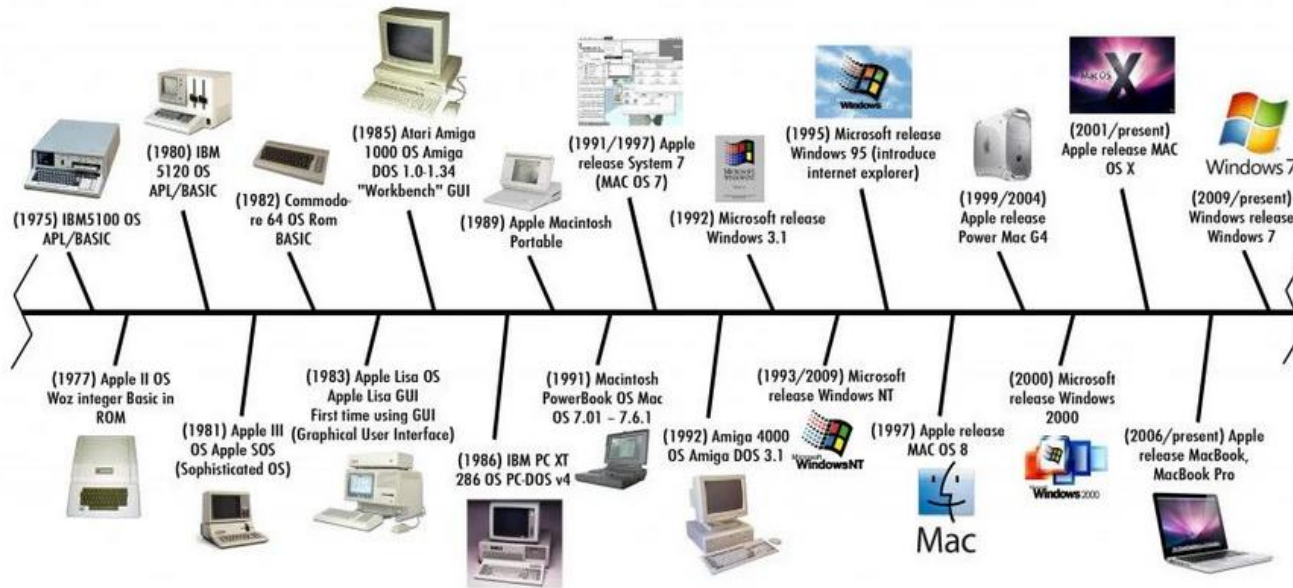 (1975) IBM5100 OS
APL/BASIC
(1980) IBM
5120 OS
APL/BASIC
(1982) Commodo-
re 64 OS Rom
BASIC
(1985) Atari Amiga
1000 OS Amiga
DOS 1.0-1.34
"Workbench" GUI
(1989) Apple Macintosh
Portable
(1991/1997) Apple
release System 7
(MAC OS 7)
Microsoft
(1992) Microsoft release
Windows 3.1
Windows
(1995) Microsoft release
Windows 95 (introduce
internet explorer)
(1999/2004)
Apple release
Power Mac G4
Mac OS X
(2001/present)
Apple release MAC
OS X
Windows 7
(2009/present)
Windows release
Windows 7
(1977) Apple II OS
Woz integer Basic in
ROM
(1981) Apple III
OS Apple SOS
(Sophisticated OS)
(1983) Apple Lisa OS
Apple Lisa GUI
First time using GUI
(Graphical User Interface)
(1986) IBM PC XT
286 OS PC-DOS v4
(1991) Macintosh
PowerBook OS Mac
OS 7.01 – 7.6.1
(1992) Amiga 4000
OS Amiga DOS 3.1
(1993/2009) Microsoft
release Windows NT
Microsoft
WindowsNT
(1997) Apple release
MAC OS 8
Mac
(2000) Microsoft
release Windows
2000
Windows 2000
(2006/present) Apple
release MacBook,
MacBook Pro